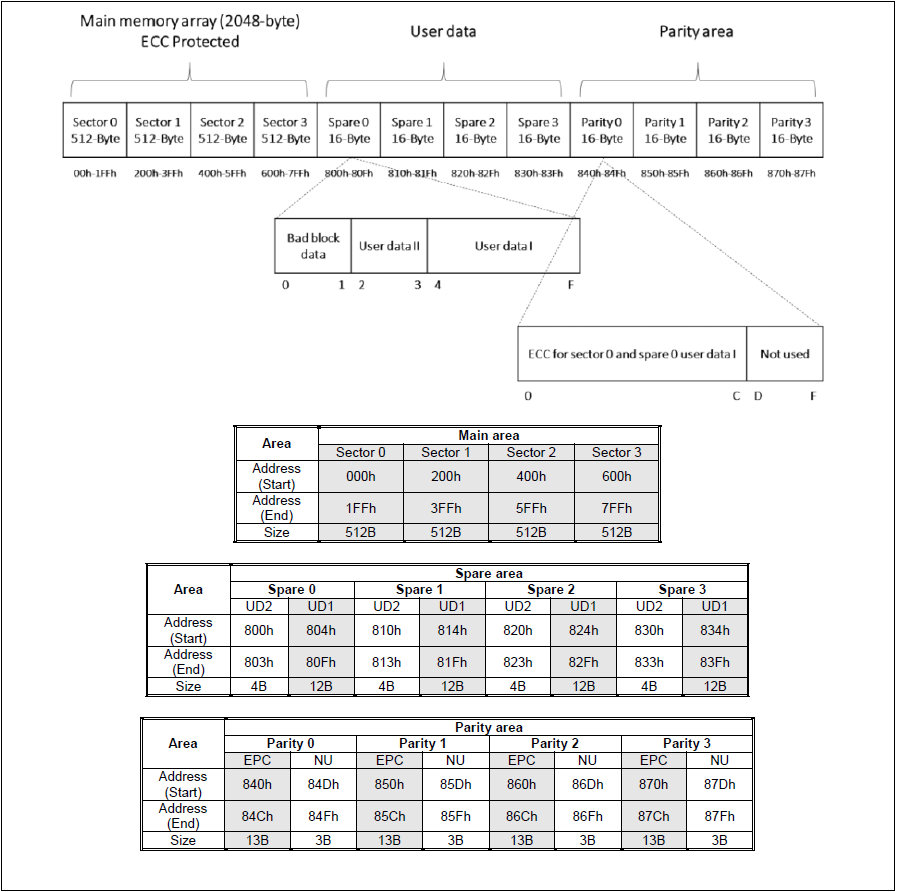 Main memory array (2048-byte)
ECC Protected
User data
Parity area
Sector 0 Sector 1 Sector 2 Sector 3 Spare 0 Spare 1 Spare 2 Spare 3 Parity 0 Parity 1 Parity 2 Parity 3
512-Byte 512-Byte 512-Byte 512-Byte 16-Byte 16-Byte 16-Byte 16-Byte 16-Byte 16-Byte 16-Byte 16-Byte
00h-1FFh 200h-3FFh 400h-5FFh 600h-7FFh 800h-80Fh 810h-81Fh 820h-82Fh 830h-83Fh 840h-84Fh 850h-85Fh 860h-86Fh 870h-87Fh
Bad block
data User data II User data I
0 1 2 3 4 F
ECC for sector 0 and spare 0 user data I Not used
0 C D F
Area Main area
Sector 0 Sector 1 Sector 2 Sector 3
Address
(Start) 000h 200h 400h 600h
Address
(End) 1FFh 3FFh 5FFh 7FFh
Size 512B 512B 512B 512B
Area Spare area
Spare 0 Spare 1 Spare 2 Spare 3
UD2 UD1 UD2 UD1 UD2 UD1 UD2 UD1
Address
(Start) 800h 804h 810h 814h 820h 824h 830h 834h
Address
(End) 803h 80Fh 813h 81Fh 823h 82Fh 833h 83Fh
Size 4B 12B 4B 12B 4B 12B 4B 12B
Area Parity area
Parity 0 Parity 1 Parity 2 Parity 3
EPC NU EPC NU EPC NU EPC NU
Address
(Start) 840h 84Dh 850h 85Dh 860h 86Dh 870h 87Dh
Address
(End) 84Ch 84Fh 85Ch 85Fh 86Ch 86Fh 87Ch 87Fh
Size 13B 3B 13B 3B 13B 3B 13B 3B